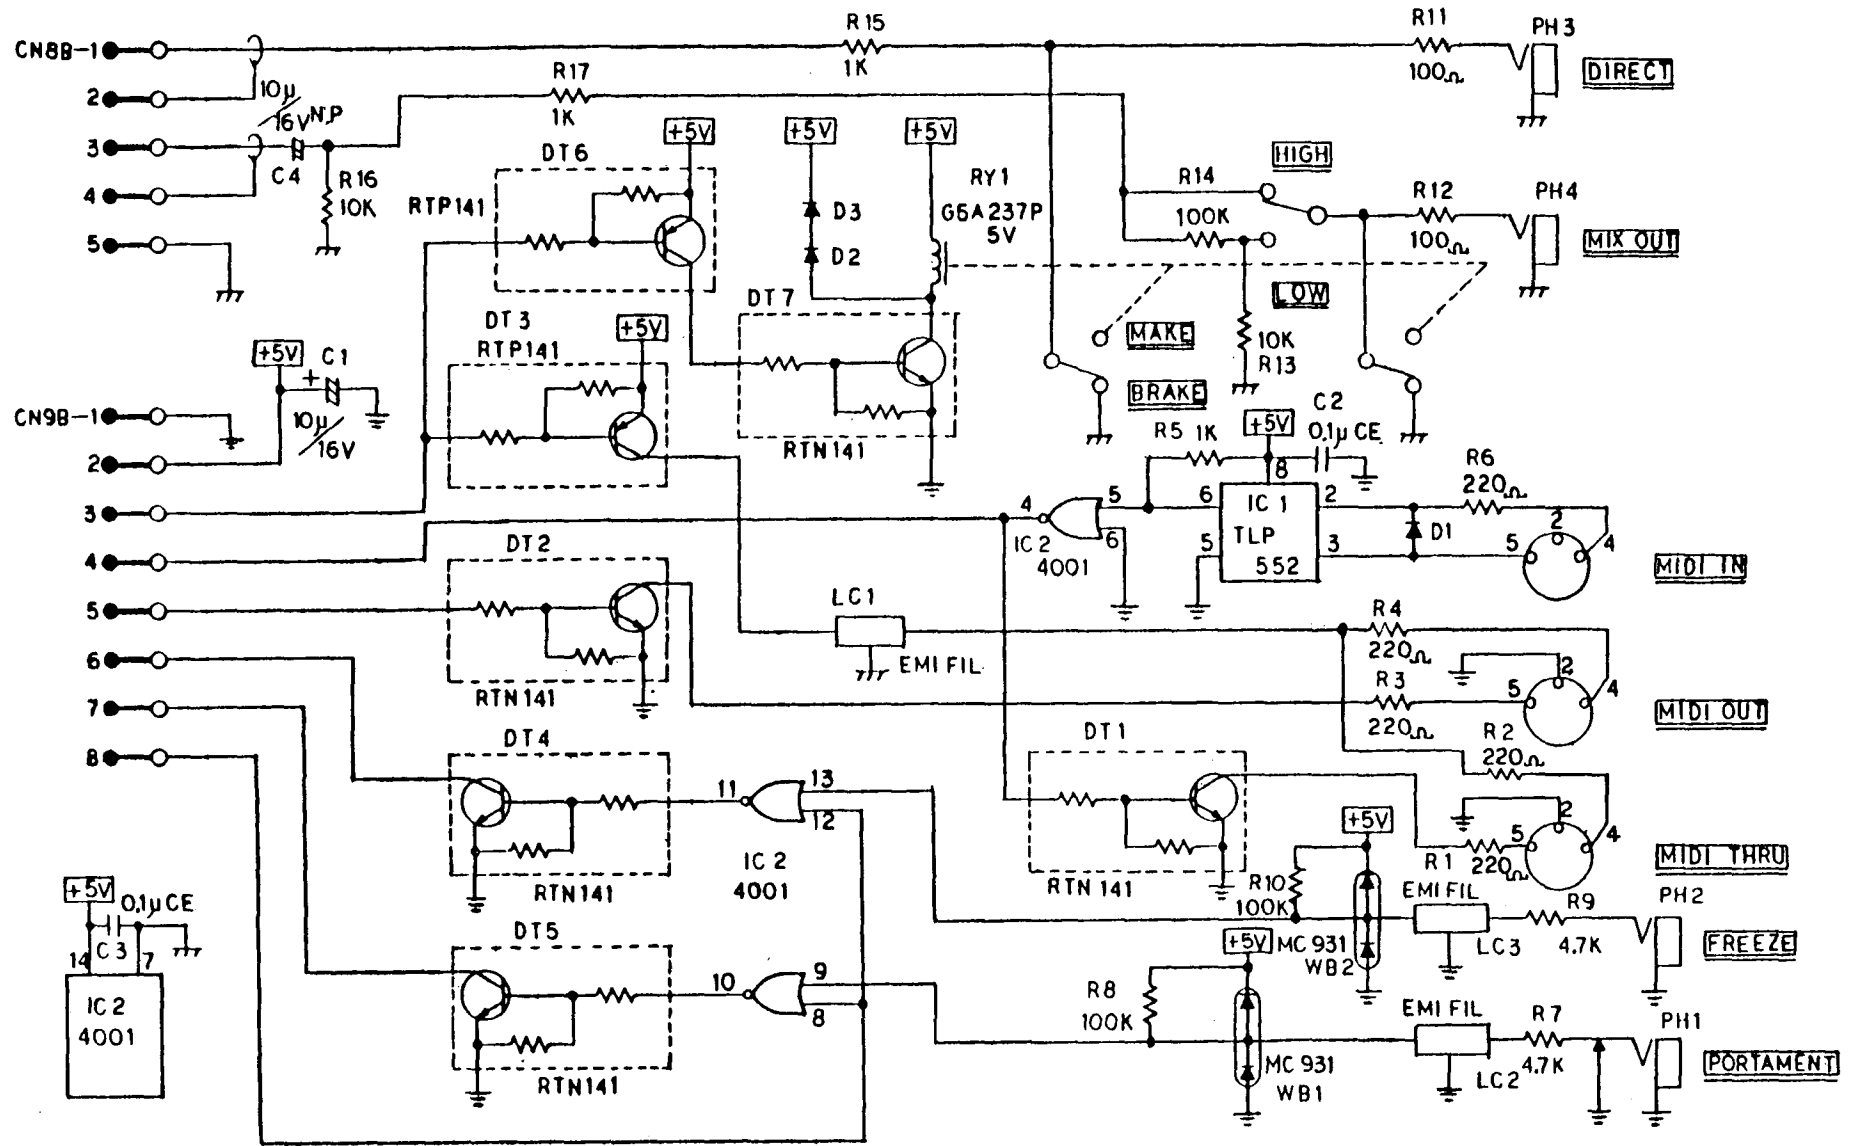 R15
R11
PH3
CN8B-1
1K
100Ω
DIRECT
R17
2
10μ/16V N.P
1K
+5V
+5V
+5V
3
C4
DT6
HIGH
R16
10K
RTP141
D3
RY1
G5A237P
5V
R14
R12
PH4
4
100K
100Ω
MIX OUT
5
D2
DT7
LOW
DT3
RTP141
+5V
MAKE
10K
R13
+5V
C1
+
BRAKE
CN9B-1
10μ/16V
RTN141
R5 1K
+5V
C2
0.1μCE
2
8
R6
220Ω
3
4
5
6
IC1
TLP
552
2
2
4
D1
IC2
4001
6
5
3
5
MIDI IN
4
DT2
5
LC1
R4
220Ω
6
EMI FIL
2
RTN141
R3
5
4
7
220Ω
MIDI OUT
DT4
DT1
R2
220Ω
8
11
13
12
+5V
2
5
4
IC2
4001
R1
220Ω
MIDI THRU
RTN141
RTN141
R10
100K
EMI FIL
PH2
+5V
0.1μCE
R9
C3
DT5
+5V
MC931
WB2
LC3
4.7K
FREEZE
14
7
10
9
8
R8
100K
IC2
4001
EMI FIL
R7
PH1
RTN141
MC931
WB1
LC2
4.7K
PORTAMENT